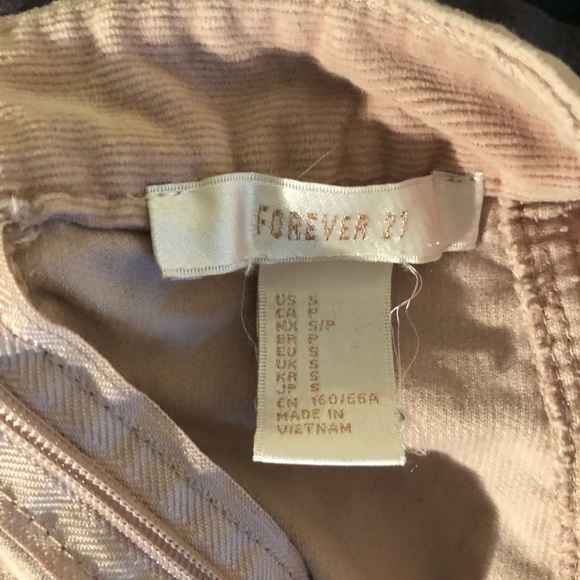 FOREVER 21
US S
CA P
MX S/P
BR P
EU S
UK S
KR S
JP S
CN 160/66A
MADE IN
VIETNAM